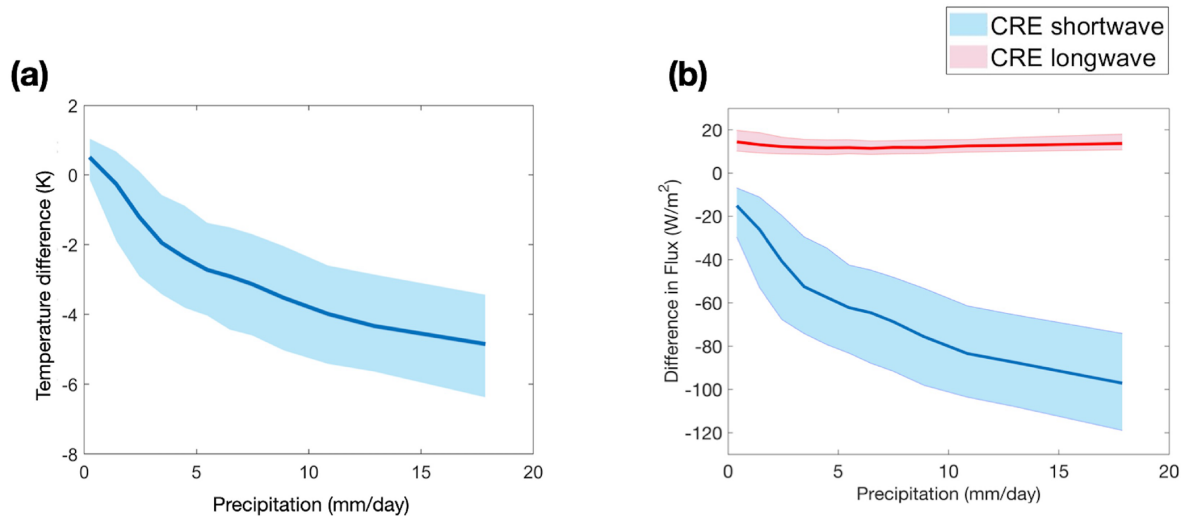 CRE shortwave
CRE longwave
(a)
(b)
2
0
-2
-4
-6
-8
Temperature difference (K)
0 5 10 15 20
Precipitation (mm/day)
20
0
-20
-40
-60
-80
-100
-120
Difference in Flux (W/m²)
0 5 10 15 20
Precipitation (mm/day)